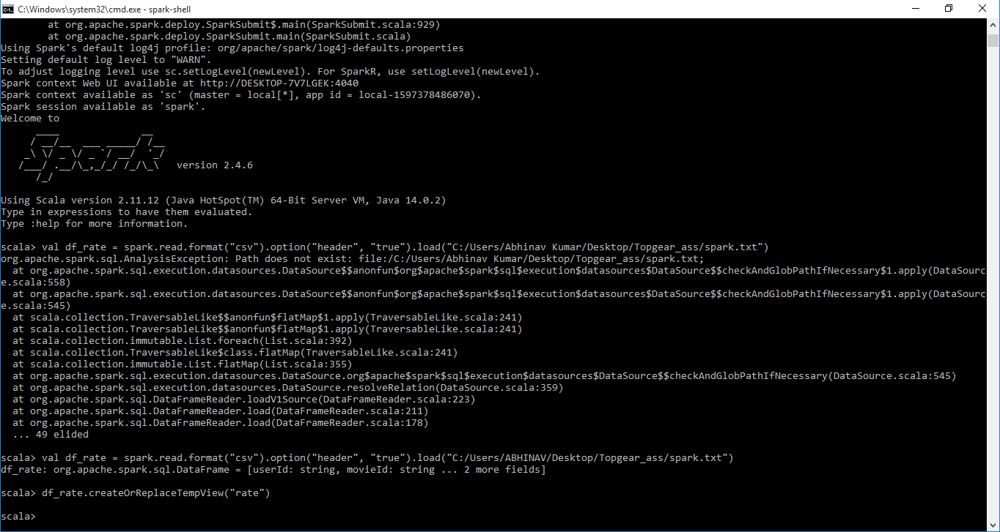 C:\Windows\system32\cmd.exe - spark-shell
        at org.apache.spark.deploy.SparkSubmit$.main(SparkSubmit.scala:929)
        at org.apache.spark.deploy.SparkSubmit.main(SparkSubmit.scala)
Using Spark's default log4j profile: org/apache/spark/log4j-defaults.properties
Setting default log level to "WARN".
To adjust logging level use sc.setLogLevel(newLevel). For SparkR, use setLogLevel(newLevel).
Spark context Web UI available at http://DESKTOP-7V7LGEK:4040
Spark context available as 'sc' (master = local[*], app id = local-1597378486070).
Spark session available as 'spark'.
Welcome to
      ____              __
     / __/__  ___ _____/ /__
    _\ \/ _ \/ _ `/ __/  '_/
   /___/ .__/\_,_/_/ /_/\_\   version 2.4.6
      /_/
Using Scala version 2.11.12 (Java HotSpot(TM) 64-Bit Server VM, Java 14.0.2)
Type in expressions to have them evaluated.
Type :help for more information.
scala> val df_rate = spark.read.format("csv").option("header", "true").load("C:/Users/Abhinav Kumar/Desktop/Topgear_ass/spark.txt")
org.apache.spark.sql.AnalysisException: Path does not exist: file:/C:/Users/Abhinav Kumar/Desktop/Topgear_ass/spark.txt;
  at org.apache.spark.sql.execution.datasources.DataSource$$anonfun$org$apache$spark$sql$execution$datasources$DataSource$$checkAndGlobPathIfNecessary$1.apply(DataSourc
e.scala:558)
  at org.apache.spark.sql.execution.datasources.DataSource$$anonfun$org$apache$spark$sql$execution$datasources$DataSource$$checkAndGlobPathIfNecessary$1.apply(DataSourc
e.scala:545)
  at scala.collection.TraversableLike$$anonfun$flatMap$1.apply(TraversableLike.scala:241)
  at scala.collection.TraversableLike$$anonfun$flatMap$1.apply(TraversableLike.scala:241)
  at scala.collection.immutable.List.foreach(List.scala:392)
  at scala.collection.TraversableLike$class.flatMap(TraversableLike.scala:241)
  at scala.collection.immutable.List.flatMap(List.scala:355)
  at org.apache.spark.sql.execution.datasources.DataSource.org$apache$spark$sql$execution$datasources$DataSource$$checkAndGlobPathIfNecessary(DataSource.scala:545)
  at org.apache.spark.sql.execution.datasources.DataSource.resolveRelation(DataSource.scala:359)
  at org.apache.spark.sql.DataFrameReader.loadV1Source(DataFrameReader.scala:223)
  at org.apache.spark.sql.DataFrameReader.load(DataFrameReader.scala:211)
  at org.apache.spark.sql.DataFrameReader.load(DataFrameReader.scala:178)
  ... 49 elided
scala> val df_rate = spark.read.format("csv").option("header", "true").load("C:/Users/ABHINAV/Desktop/Topgear_ass/spark.txt")
df_rate: org.apache.spark.sql.DataFrame = [userId: string, movieId: string ... 2 more fields]
scala> df_rate.createOrReplaceTempView("rate")
scala>